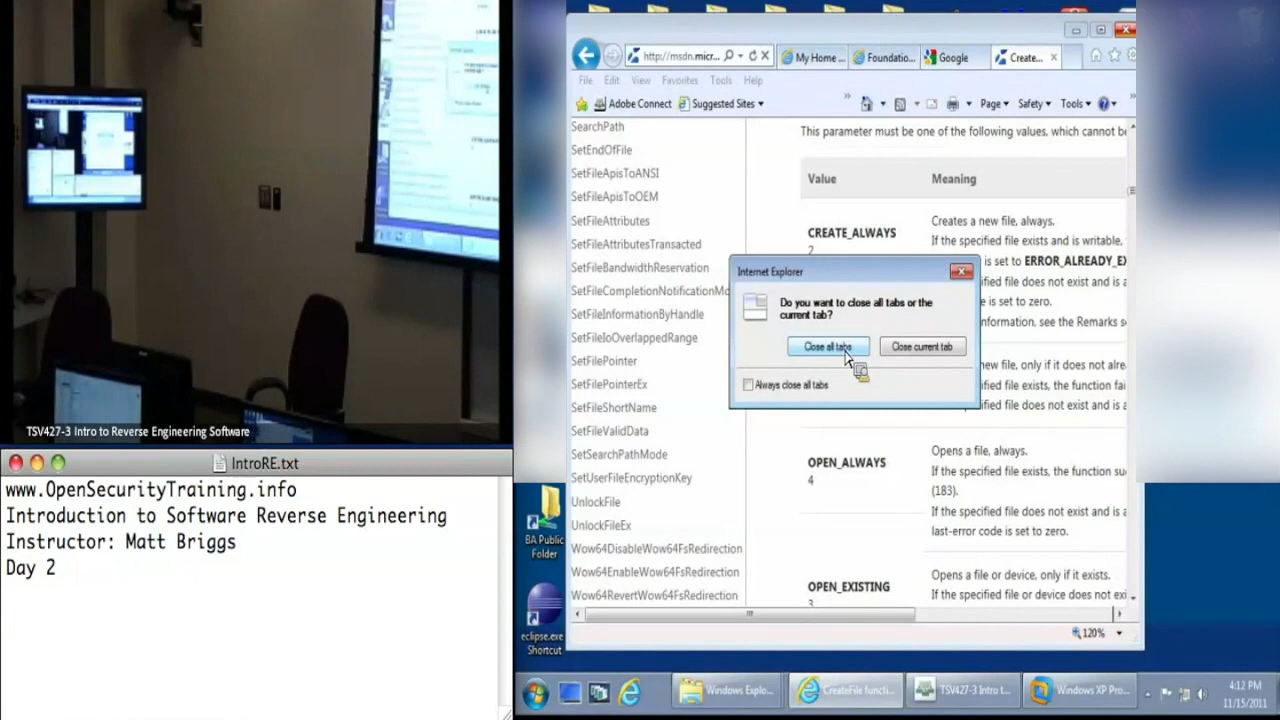 TSV427-3 Intro to Reverse Engineering Software
IntroRE.txt
www.OpenSecurityTraining.info
Introduction to Software Reverse Engineering
Instructor: Matt Briggs
Day 2
http://msdn.micr...
My Home ...
Foundatio...
Google
Create...
File Edit View Favorites Tools Help
Adobe Connect
Suggested Sites
Page
Safety
Tools
SearchPath
SetEndOfFile
SetFileApisToANSI
SetFileApisToOEM
SetFileAttributes
SetFileAttributesTransacted
SetFileBandwidthReservation
SetFileCompletionNotificationMo
SetFileInformationByHandle
SetFileIoOverlappedRange
SetFilePointer
SetFilePointerEx
SetFileShortName
SetFileValidData
SetSearchPathMode
SetUserFileEncryptionKey
UnlockFile
UnlockFileEx
Wow64DisableWow64FsRedirection
Wow64EnableWow64FsRedirection
Wow64RevertWow64FsRedirection
This parameter must be one of the following values, which cannot be
Value Meaning
CREATE_ALWAYS
2
Creates a new file, always.
If the specified file exists and is writable,
is set to ERROR_ALREADY_EX
cified file does not exist and is a
e is set to zero.
nformation, see the Remarks s
new file, only if it does not alre
cified file exists, the function fai
cified file does not exist and is a
OPEN_ALWAYS
4
Opens a file, always.
If the specified file exists, the function su
(183).
If the specified file does not exist and is a
last-error code is set to zero.
OPEN_EXISTING
3
Opens a file or device, only if it exists.
If the specified file or device does not exi
Internet Explorer
Do you want to close all tabs or the
current tab?
Close all tabs
Close current tab
Always close all tabs
120%
BA Public
Folder
eclipse.exe
Shortcut
Windows Explo...
CreateFile functi...
TSV427-3 Intro t...
Windows XP Pro...
4:12 PM
11/15/2011